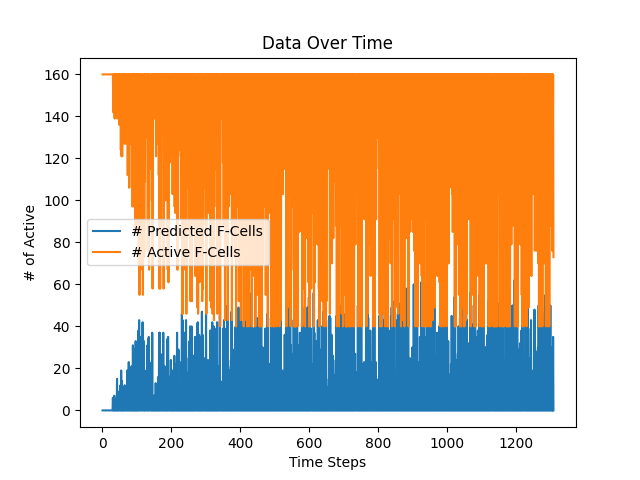 Data Over Time
# of Active
160
140
120
100
80
60
40
20
0
# Predicted F-Cells
# Active F-Cells
0 200 400 600 800 1000 1200
Time Steps